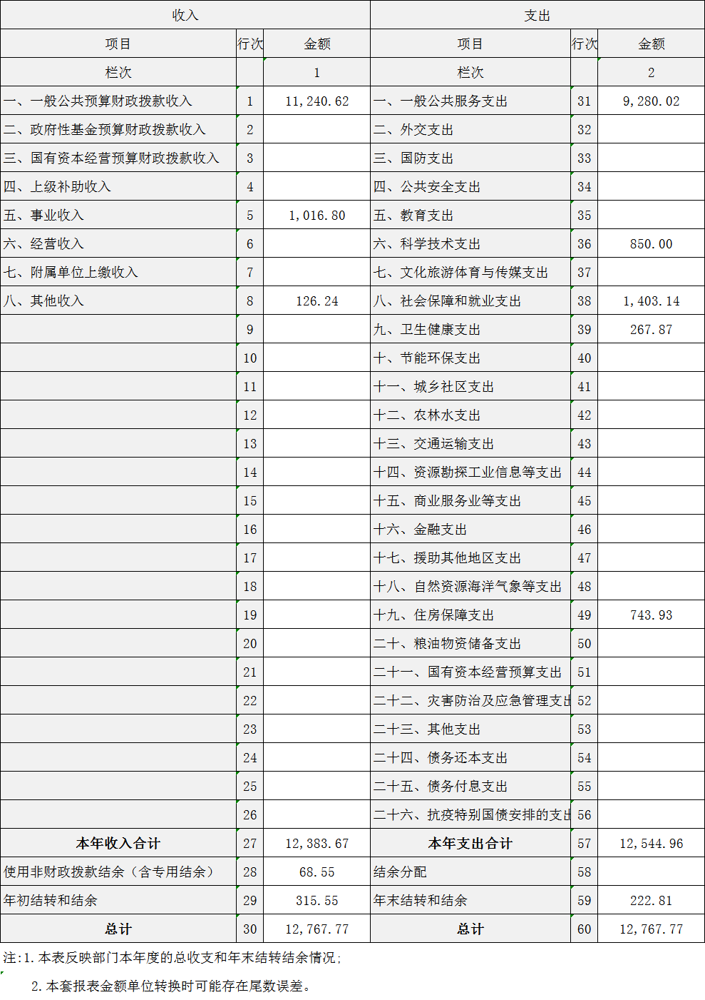 收入 支出
项目 行次 金额 项目 行次 金额
栏次 1 栏次 2
一、一般公共预算财政拨款收入 1 11,240.62 一、一般公共服务支出 31 9,280.02
二、政府性基金预算财政拨款收入 2 二、外交支出 32
三、国有资本经营预算财政拨款收入 3 三、国防支出 33
四、上级补助收入 4 四、公共安全支出 34
五、事业收入 5 1,016.80 五、教育支出 35
六、经营收入 6 六、科学技术支出 36 850.00
七、附属单位上缴收入 7 七、文化旅游体育与传媒支出 37
八、其他收入 8 126.24 八、社会保障和就业支出 38 1,403.14
9 九、卫生健康支出 39 267.87
10 十、节能环保支出 40
11 十一、城乡社区支出 41
12 十二、农林水支出 42
13 十三、交通运输支出 43
14 十四、资源勘探工业信息等支出 44
15 十五、商业服务业等支出 45
16 十六、金融支出 46
17 十七、援助其他地区支出 47
18 十八、自然资源海洋气象等支出 48
19 十九、住房保障支出 49 743.93
20 二十、粮油物资储备支出 50
21 二十一、国有资本经营预算支出 51
22 二十二、灾害防治及应急管理支出 52
23 二十三、其他支出 53
24 二十四、债务还本支出 54
25 二十五、债务付息支出 55
26 二十六、抗疫特别国债安排的支出 56
本年收入合计 27 12,383.67 本年支出合计 57 12,544.96
使用非财政拨款结余（含专用结余） 28 68.55 结余分配 58
年初结转和结余 29 315.55 年末结转和结余 59 222.81
总计 30 12,767.77 总计 60 12,767.77
注:1.本表反映部门本年度的总收支和年末结转结余情况;
2.本套报表金额单位转换时可能存在尾数误差。